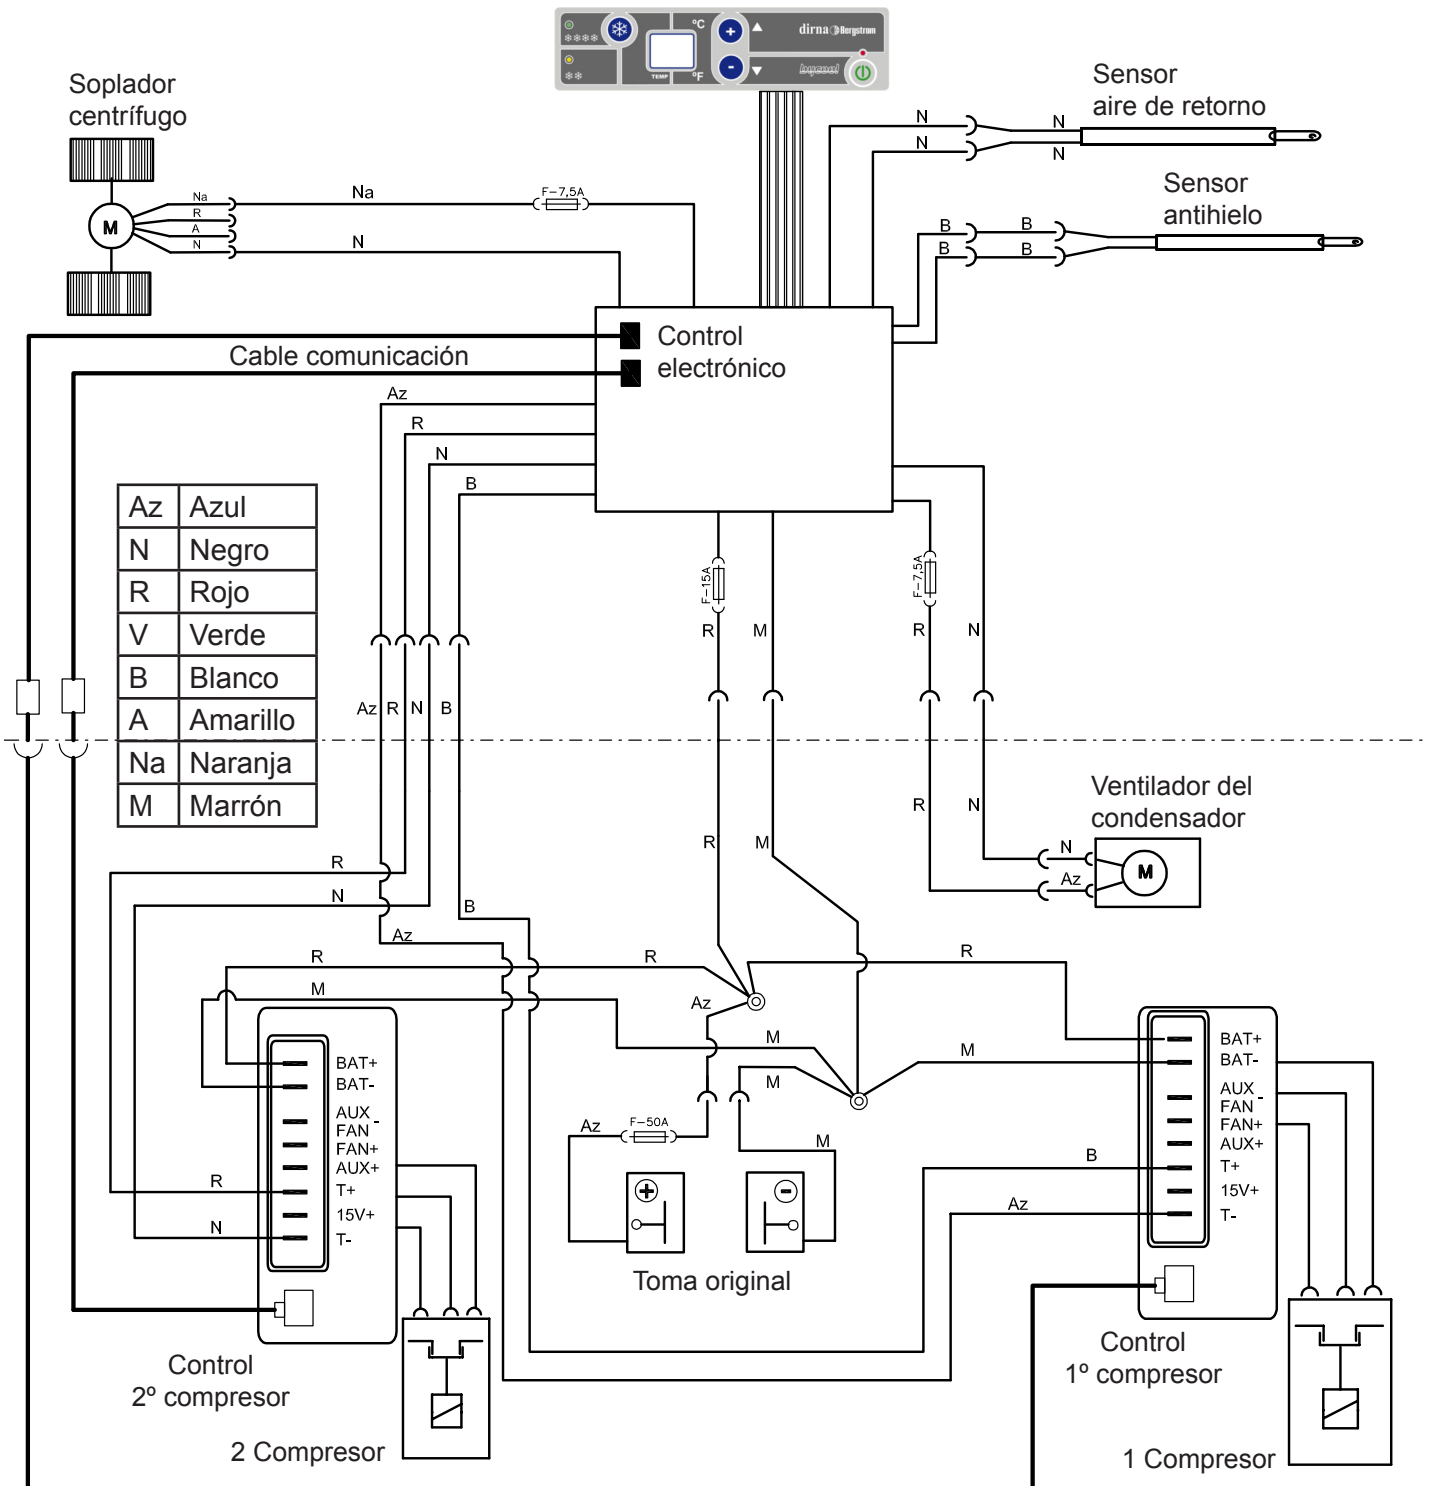 °C
dirna Bergstrom
TEMP
°F
bycool
Soplador
centrífugo
Sensor
aire de retorno
N
N
N
N
Sensor
antihielo
Na
Na
F-7,5A
R
A
M
N
N
B
B
B
B
Control
electrónico
Cable comunicación
Az
R
N
B
Az Azul
N Negro
R Rojo
V Verde
B Blanco
A Amarillo
Na Naranja
M Marrón
F-15A
F-7,5A
R
M
R
N
Az
R
N
B
Ventilador del
condensador
R
N
R
M
N
Az
M
R
N
B
Az
R
R
R
M
Az
M
M
M
BAT+
BAT-
AUX
FAN -
FAN+
AUX+
T+
15V+
T-
R
N
Az
F-50A
M
+
-
Toma original
B
Az
BAT+
BAT-
AUX -
FAN
FAN+
AUX+
T+
15V+
T-
Control
2º compresor
2 Compresor
Control
1º compresor
1 Compresor